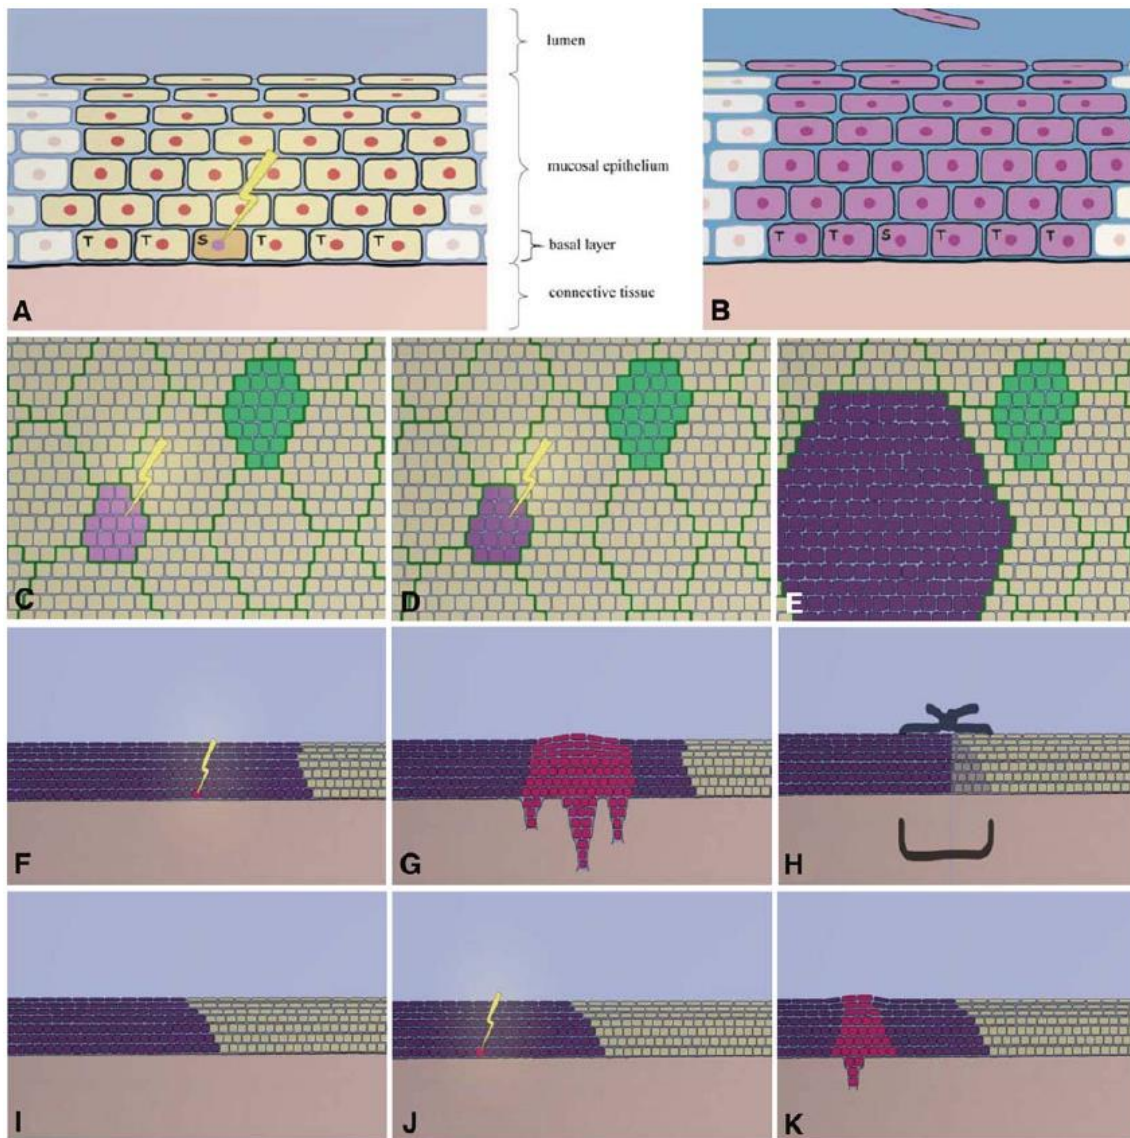 lumen
mucosal epithelium
T T S T T T
basal layer
connective tissue
A
T T S T T T
B
C
D
E
F
G
H
I
J
K